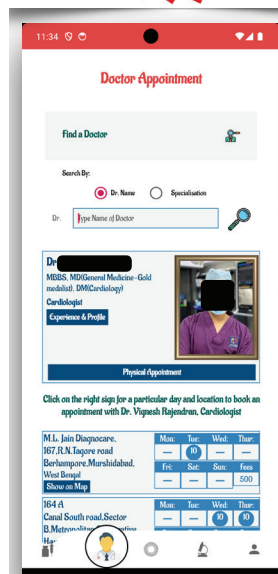 11:34
Doctor Appointment
Find a Doctor
Search By:
Dr. Name Specialisation
Dr. Type Name of Doctor
Dr
MBBS, MD(General Medicine-Gold
medalist), DM(Cardiology)
Cardiologist
Experience & Profile
Physical Appointment
Click on the right sign for a particular day and location to book an
appointment with Dr. Vignesh Rajendran, Cardiologist
M.L. Jain Diagnocare,
167,R.N.Tagore road
Berhampore,Murshidabad,
West Bengal
Show on Map
Mon: Tue: Wed: Thur:
— 10 — —
Fri: Sat: Sun: Fees
— — — 500
164 A
Canal South road,Sector
B,Metropolitan
Mon: Tue: Wed: Thur:
— — 10 10